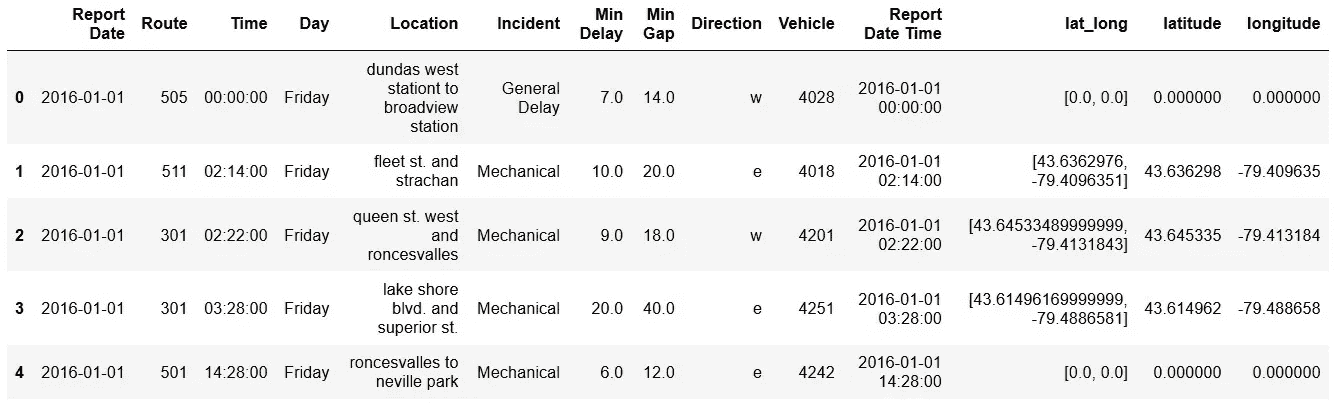 Report Date Route Time Day Location Incident Min Delay Min Gap Direction Vehicle Report Date Time lat_long latitude longitude
0 2016-01-01 505 00:00:00 Friday dundas west stationt to broadview station General Delay 7.0 14.0 w 4028 2016-01-01 00:00:00 [0.0, 0.0] 0.000000 0.000000
1 2016-01-01 511 02:14:00 Friday fleet st. and strachan Mechanical 10.0 20.0 e 4018 2016-01-01 02:14:00 [43.6362976, -79.4096351] 43.636298 -79.409635
2 2016-01-01 301 02:22:00 Friday queen st. west and roncesvalles Mechanical 9.0 18.0 w 4201 2016-01-01 02:22:00 [43.64533489999999, -79.4131843] 43.645335 -79.413184
3 2016-01-01 301 03:28:00 Friday lake shore blvd. and superior st. Mechanical 20.0 40.0 e 4251 2016-01-01 03:28:00 [43.61496169999999, -79.4886581] 43.614962 -79.488658
4 2016-01-01 501 14:28:00 Friday roncesvalles to neville park Mechanical 6.0 12.0 e 4242 2016-01-01 14:28:00 [0.0, 0.0] 0.000000 0.000000